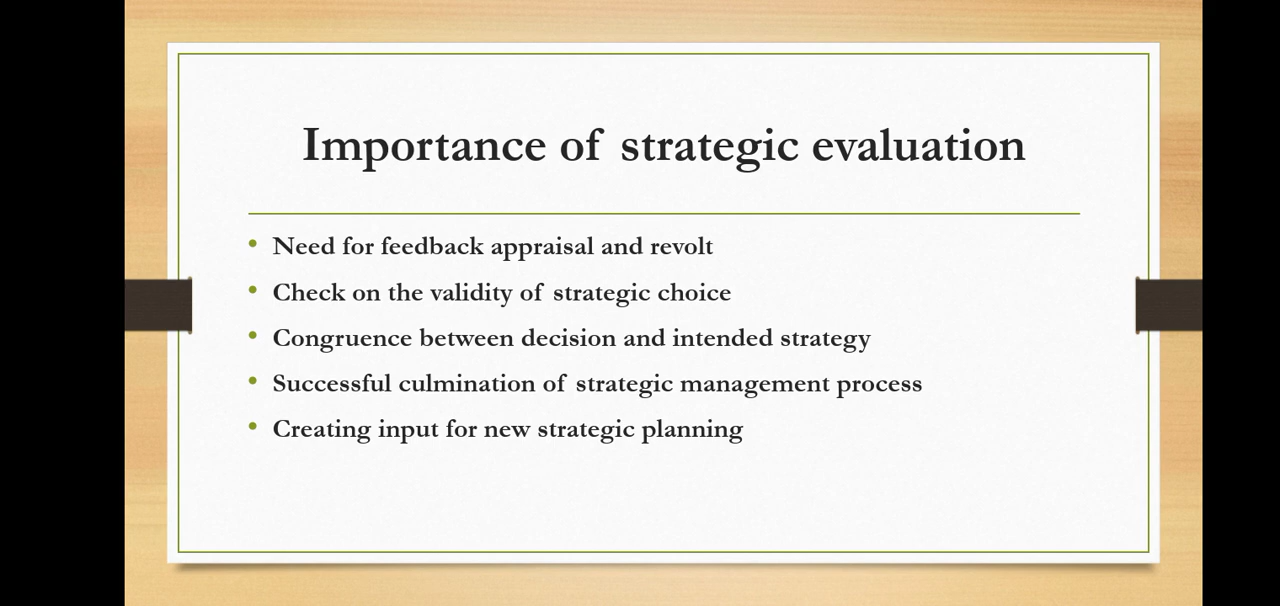 Importance of strategic evaluation
• Need for feedback appraisal and revolt
• Check on the validity of strategic choice
• Congruence between decision and intended strategy
• Successful culmination of strategic management process
• Creating input for new strategic planning